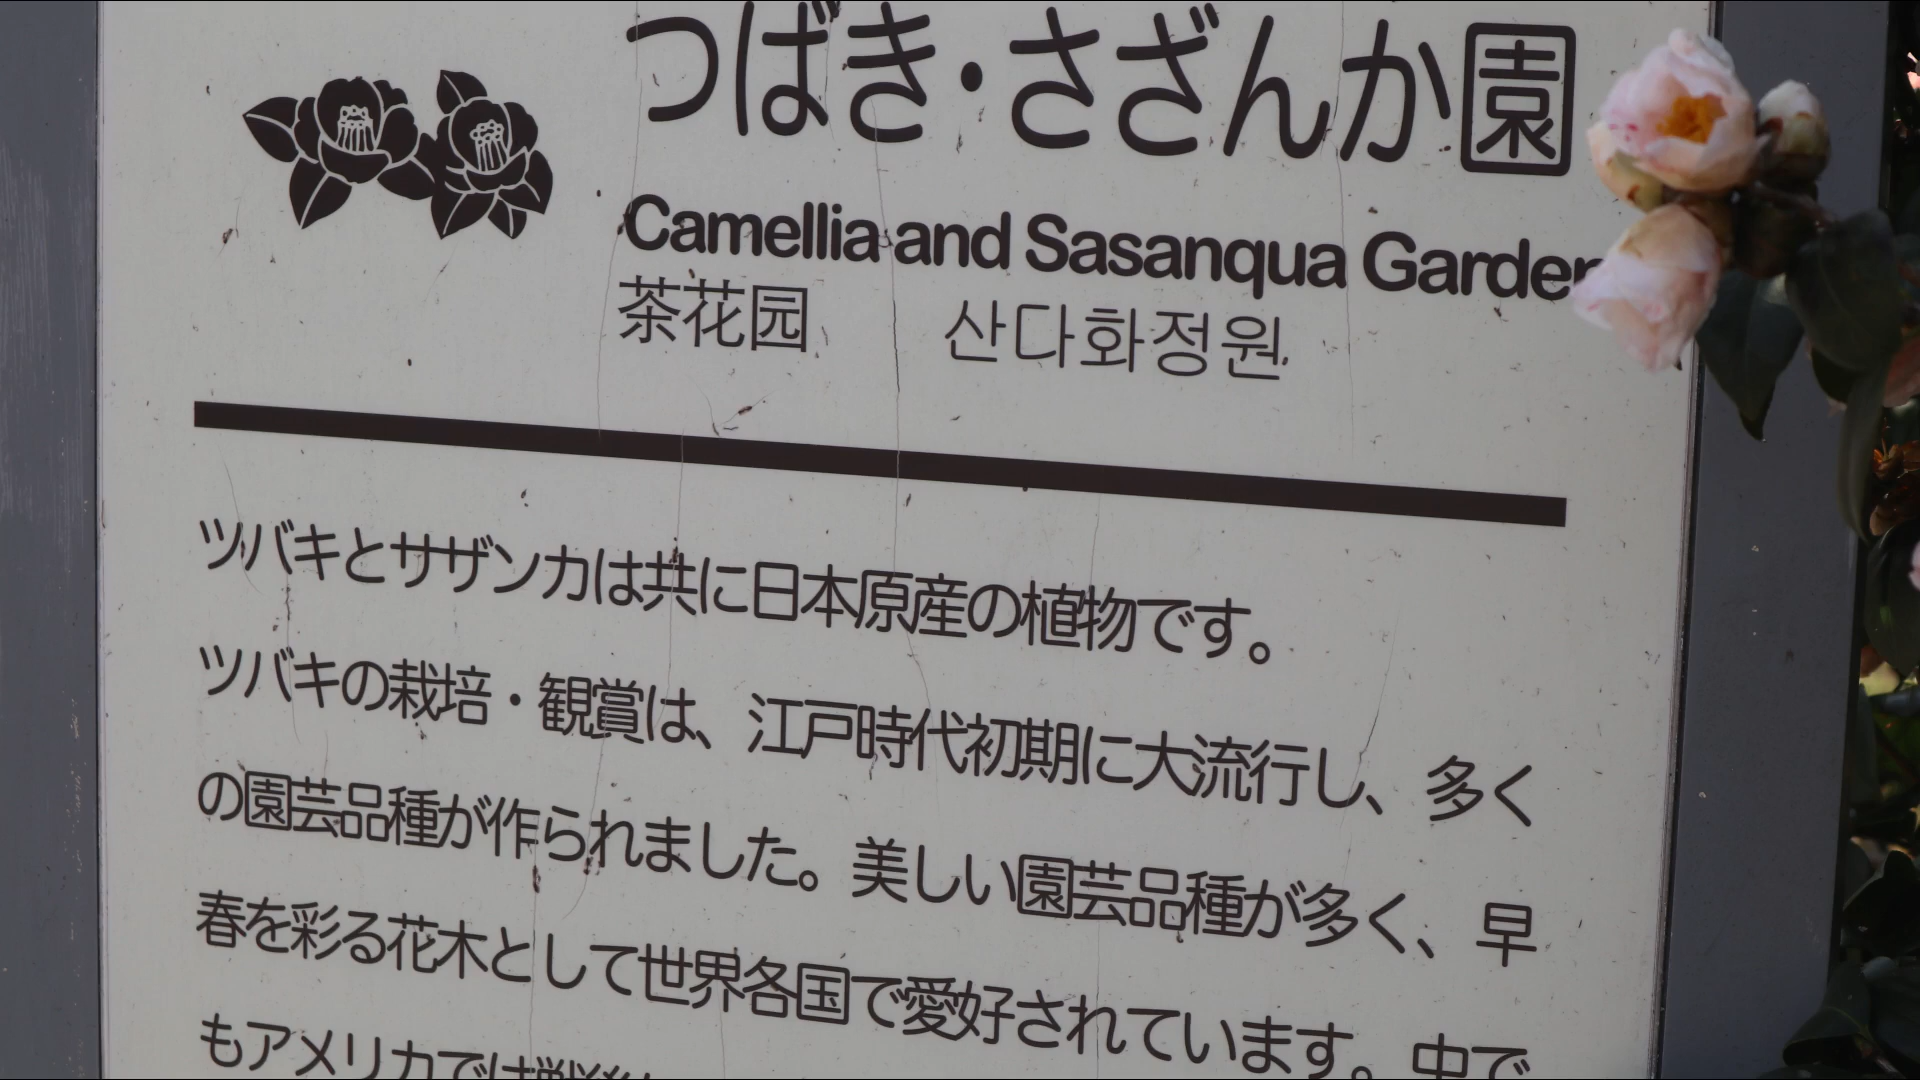 つばき・さざんか園
Camellia and Sasanqua Garden
茶花园 산다화정원
ツバキとサザンカは共に日本原産の植物です。
ツバキの栽培・観賞は、江戸時代初期に大流行し、多く
の園芸品種が作られました。美しい園芸品種が多く、早
春を彩る花木として世界各国で愛好されています。中で
もアメリカでは戦後